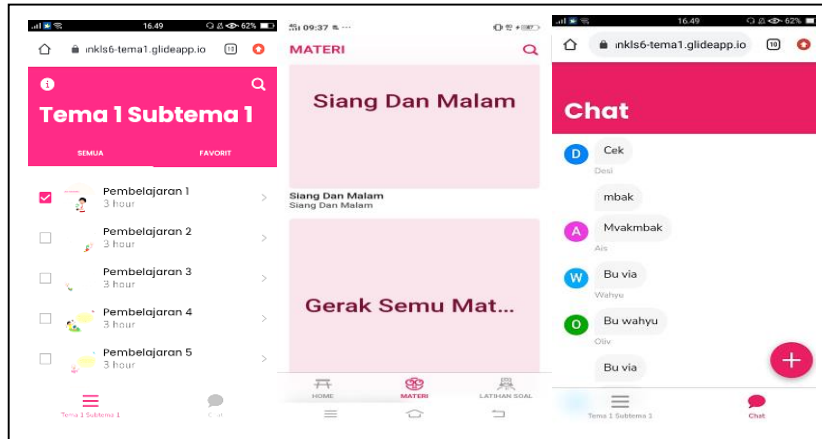 16.49
62%
nkls6-tema1.glideapp.io
10
Tema 1 Subtema 1
SEMUA
FAVORIT
Pembelajaran 1
3 hour
Pembelajaran 2
3 hour
Pembelajaran 3
3 hour
Pembelajaran 4
3 hour
Pembelajaran 5
3 hour
Tema 1 Subtema 1
09:37
MATERI
Siang Dan Malam
Siang Dan Malam
Siang Dan Malam
Gerak Semu Mat...
HOME
MATERI
LATIHAN SOAL
16.49
62%
nkls6-tema1.glideapp.io
10
Chat
D
Cek
Desi
mbak
A
Mvakmbak
Ais
W
Bu via
Wahyu
O
Bu wahyu
Oliv
Bu via
+
Tema 1 Subtema 1
Chat